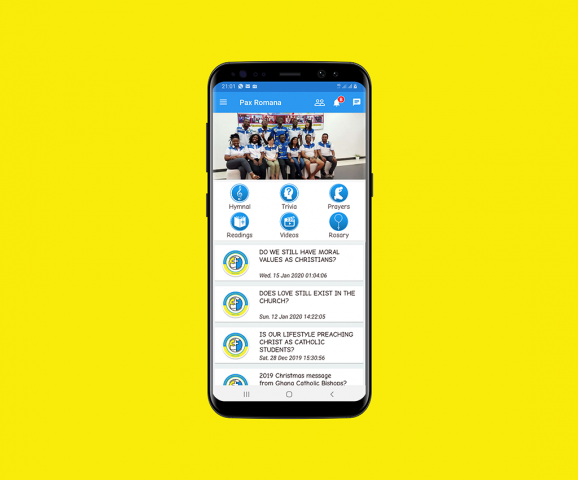 21:01
Pax Romana
Hymnal Trivia Prayers
Readings Videos Rosary
DO WE STILL HAVE MORAL
VALUES AS CHRISTIANS?
Wed. 15 Jan 2020 01:04:06
DOES LOVE STILL EXIST IN THE
CHURCH?
Sun. 12 Jan 2020 14:22:05
IS OUR LIFESTYLE PREACHING
CHRIST AS CATHOLIC
STUDENTS?
Sat. 28 Dec 2019 15:30:56
2019 Christmas message
from Ghana Catholic Bishops?